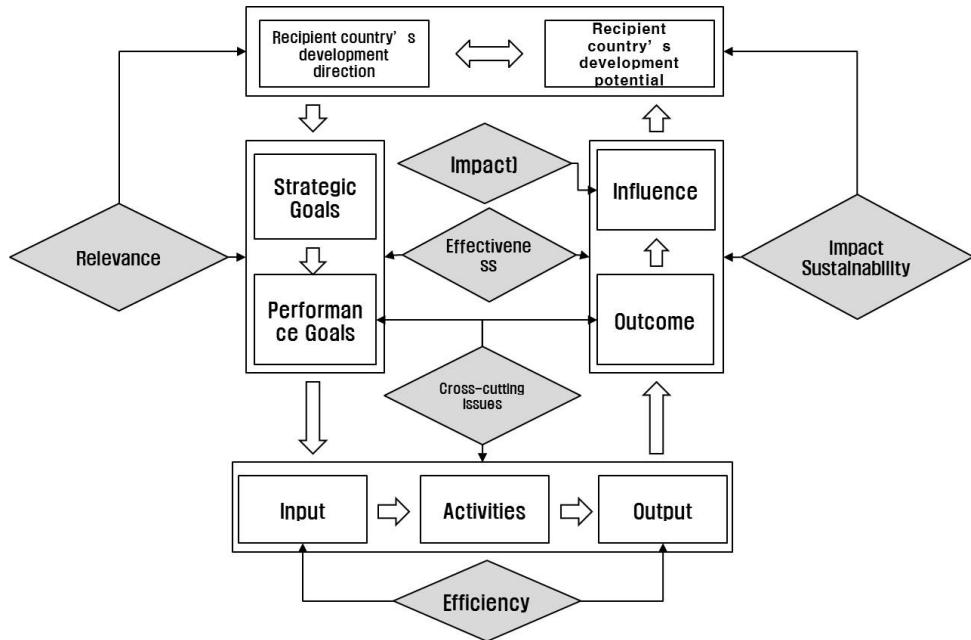 Recipient country's
development
direction
Recipient
country's
development
potential
Strategic
Goals
Performan
ce Goals
Impact)
Effectivene
ss
Influence
Outcome
Relevance
Impact
Sustainability
Cross-cutting
issues
Input
Activities
Output
Efficiency